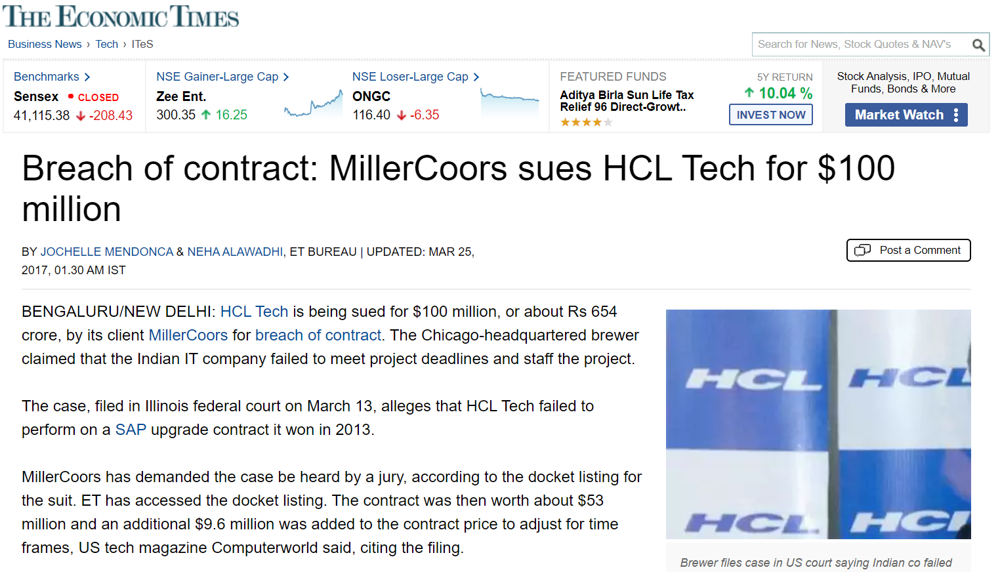 THE ECONOMIC TIMES
Business News › Tech › ITeS
Search for News, Stock Quotes & NAV's
Benchmarks >
Sensex • CLOSED
41,115.38 ↓ -208.43
NSE Gainer-Large Cap >
Zee Ent.
300.35 ↑ 16.25
NSE Loser-Large Cap >
ONGC
116.40 ↓ -6.35
FEATURED FUNDS
Aditya Birla Sun Life Tax
Relief 96 Direct-Growt..
★★★★★
5Y RETURN
↑ 10.04 %
INVEST NOW
Stock Analysis, IPO, Mutual
Funds, Bonds & More
Market Watch
Breach of contract: MillerCoors sues HCL Tech for $100
million
BY JOCHELLE MENDONCA & NEHA ALAWADHI, ET BUREAU | UPDATED: MAR 25,
2017, 01.30 AM IST
Post a Comment
BENGALURU/NEW DELHI: HCL Tech is being sued for $100 million, or about Rs 654
crore, by its client MillerCoors for breach of contract. The Chicago-headquartered brewer
claimed that the Indian IT company failed to meet project deadlines and staff the project.
The case, filed in Illinois federal court on March 13, alleges that HCL Tech failed to
perform on a SAP upgrade contract it won in 2013.
MillerCoors has demanded the case be heard by a jury, according to the docket listing for
the suit. ET has accessed the docket listing. The contract was then worth about $53
million and an additional $9.6 million was added to the contract price to adjust for time
frames, US tech magazine Computerworld said, citing the filing.
HCL HCL
HCL HCL
Brewer files case in US court saying Indian co failed